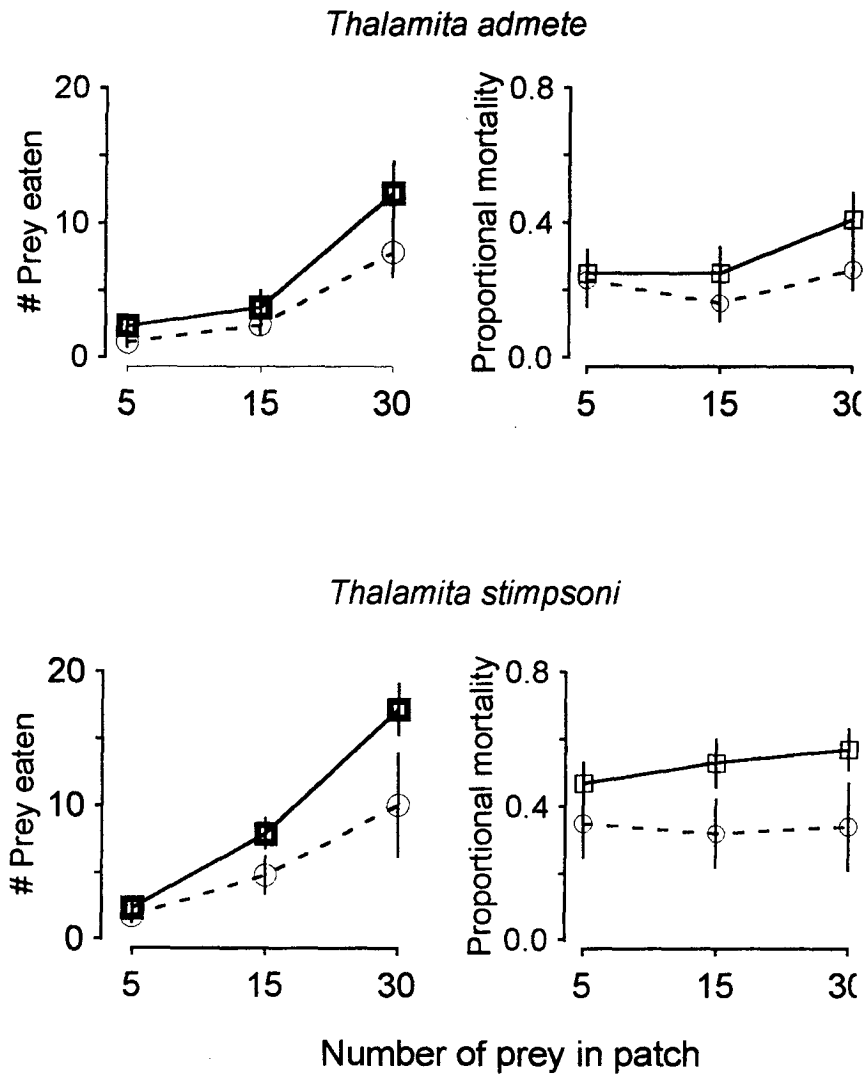 Thalamita admete
# Prey eaten
20
10
0
5 15 30
Proportional mortality
0.8
0.4
0.0
5 15 30
Thalamita stimpsoni
# Prey eaten
20
10
0
5 15 30
Proportional mortality
0.8
0.4
0.0
5 15 30
Number of prey in patch